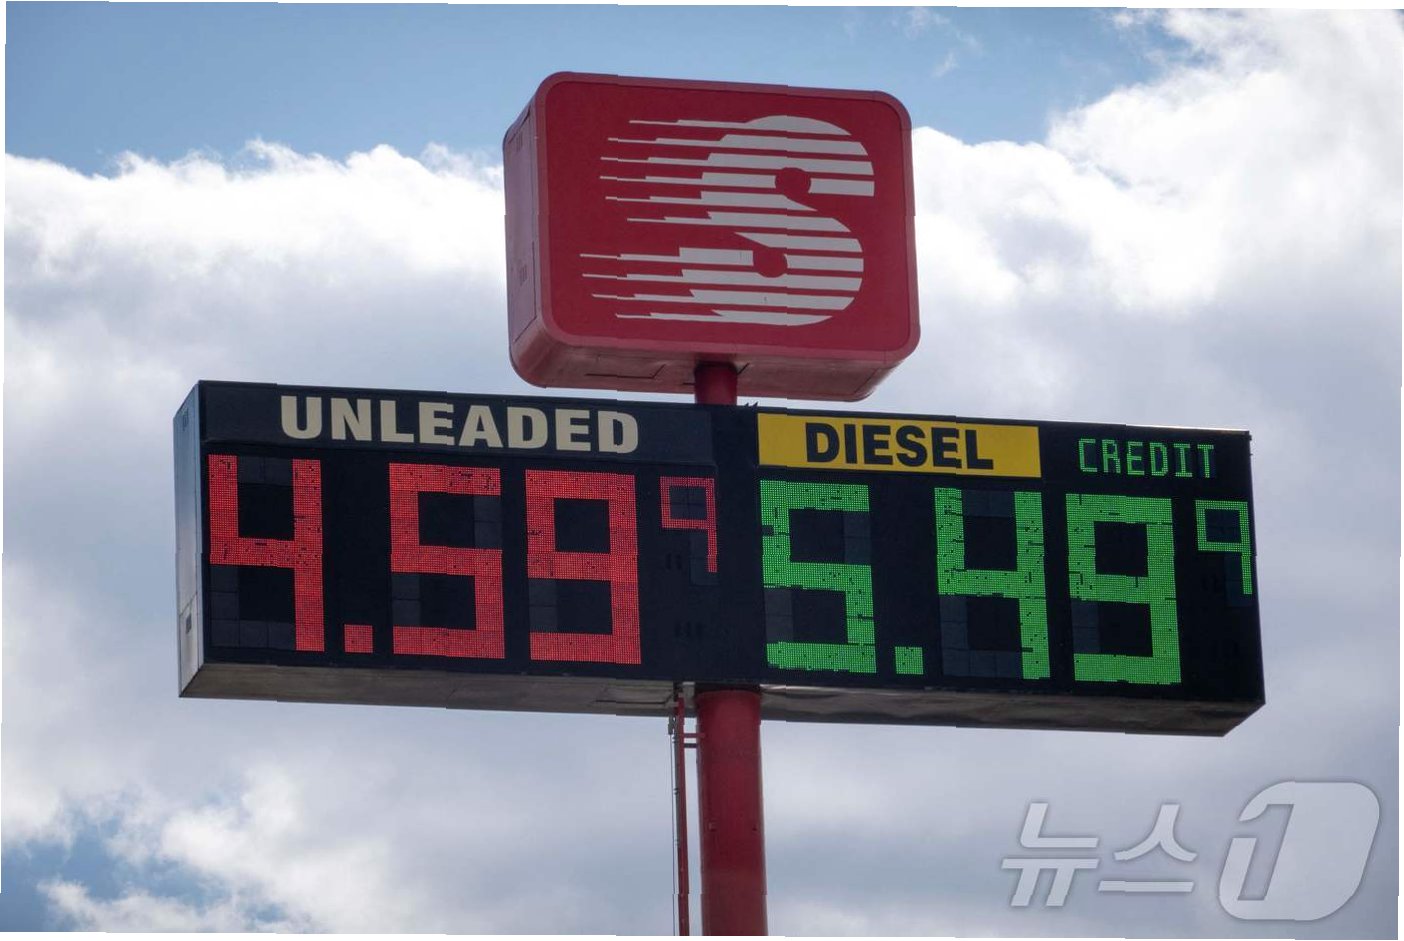 S
UNLEADED
DIESEL
CREDIT
4.59 9
5.49 9
뉴스1